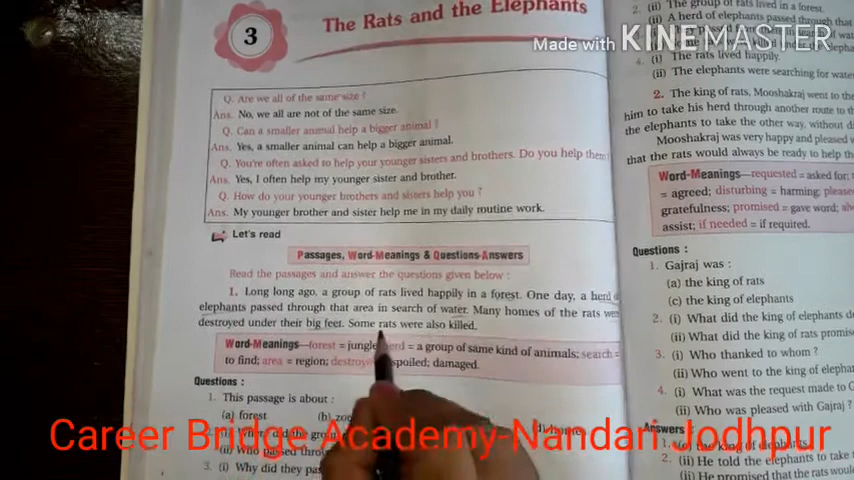 3
The Rats and the Elephants
Q. Are we all of the same size ?
Ans. No, we all are not of the same size.
Q. Can a smaller animal help a bigger animal ?
Ans. Yes, a smaller animal can help a bigger animal.
Q. You're often asked to help your younger sisters and brothers. Do you help them
Ans. Yes, I often help my younger sister and brother.
Q. How do your younger brothers and sisters help you ?
Ans. My younger brother and sister help me in my daily routine work.
Let's read
Passages, Word-Meanings & Questions-Answers
Read the passages and answer the questions given below :
1. Long long ago, a group of rats lived happily in a forest. One day, a herd
elephants passed through that area in search of water. Many homes of the rats
destroyed under their big feet. Some rats were also killed.
Word-Meanings—forest = jungle; herd = a group of same kind of animals; search =
to find; area = region; spoiled; damaged.
Questions :
1. This passage is about :
(a) forest (b)
3. (i) Why did they
2. (ii) The group of rats lived in a forest.
(ii) A herd of elephants passed through that
Made with KINEMASTER
4. (i) The rats lived happily.
(ii) The elephants were searching for water
2. The king of rats, Mooshakraj went to the
him to take his herd through another route to
the elephants to take the other way, without
Mooshakraj was very happy and pleased
that the rats would always be ready to help
Word-Meanings—requested = asked for;
= agreed; disturbing = harming;
gratefulness; promised = gave word;
assist; if needed = if required.
Questions :
1. Gajraj was :
(a) the king of rats
(c) the king of elephants
2. (i) What did the king of elephants
(ii) What did the king of rats
3. (i) Who thanked to whom ?
(ii) Who went to the king of
4. (i) What was the request made to
(ii) Who was pleased with Gajraj ?
Answers
1. (c) the king of elephants.
2. (i) He told the elephants to take
(ii) He promised that the rats would
Career Bridge Academy-Nandari Jodhpur